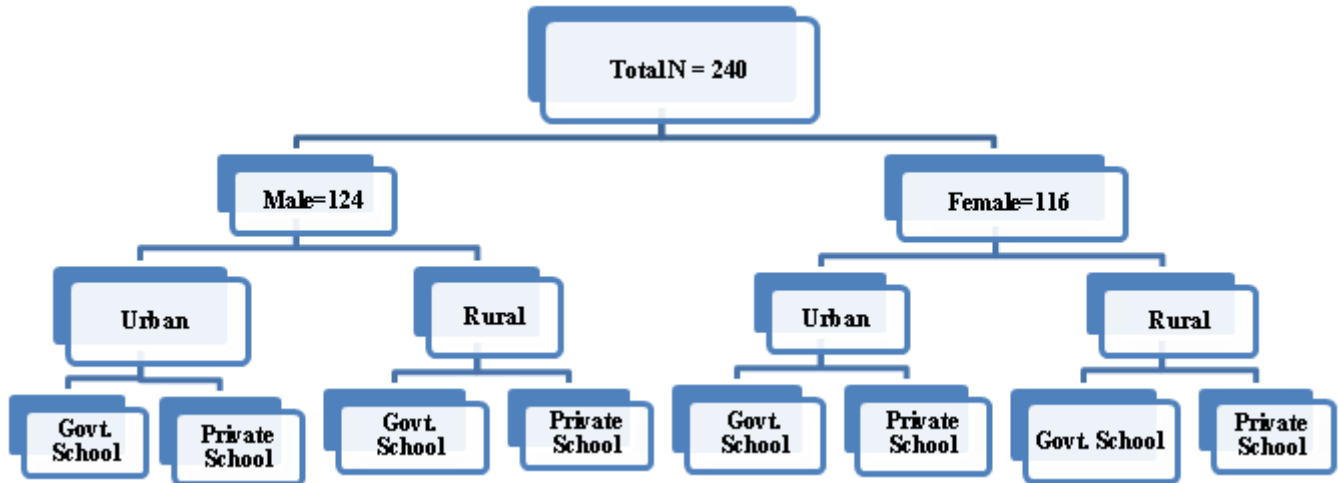 Total N = 240
Male=124
Female=116
Urban
Rural
Urban
Rural
Govt.
School
Private
School
Govt.
School
Private
School
Govt.
School
Private
School
Govt. School
Private
School